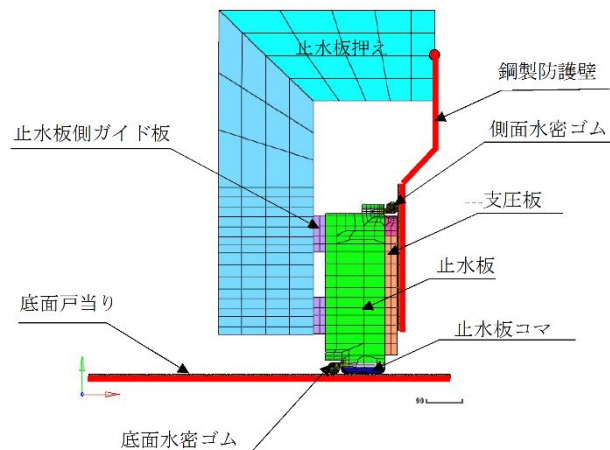 止水板押え
鋼製防護壁
止水板側ガイド板
側面水密ゴム
支圧板
止水板
底面戸当り
止水板コマ
90
底面水密ゴム